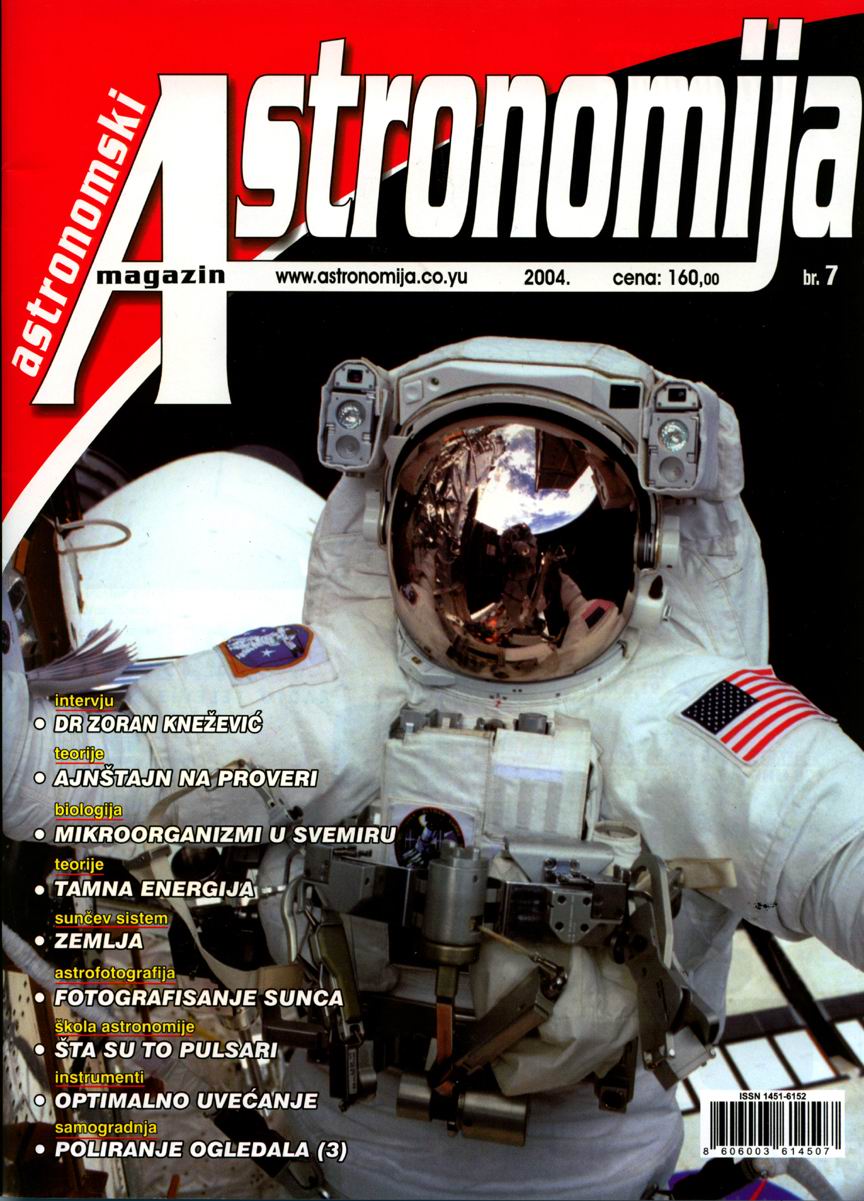 astronomski
Astronomija
magazin
www.astronomija.co.yu 2004. cena: 160,00 br. 7
intervju
• DR ZORAN KNEŽEVIĆ
teorije
• AJNŠTAJN NA PROVERI
biologija
• MIKROORGANIZMI U SVEMIRU
teorije
• TAMNA ENERGIJA
sunčev sistem
• ZEMLJA
astrofotografija
• FOTOGRAFISANJE SUNCA
škola astronomije
• ŠTA SU TO PULSARI
instrumenti
• OPTIMALNO UVEĆANJE
samogradnja
• POLIRANJE OGLEDALA (3)
ISSN 1451-6152
8 606003 614507